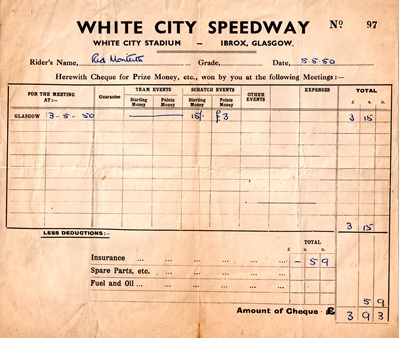 WHITE CITY SPEEDWAY Nº 97
WHITE CITY STADIUM — IBROX, GLASGOW.
Rider's Name, Red Monteith Grade, Date, 5-5-50
Herewith Cheque for Prize Money, etc., won by you at the following Meetings:—
FOR THE MEETING AT:— Guarantee TEAM EVENTS SCRATCH EVENTS OTHER EVENTS EXPENSES TOTAL
Starting Money Points Money Starting Money Points Money £ s. D.
GLASGOW 3-5-50 15/- £3 3 15
3 15
LESS DEDUCTIONS:— TOTAL
£ s. D.
Insurance ... ... ... ... - 5 9
Spare Parts, etc. ... ... ...
Fuel and Oil ... ... ... ...
5 9
Amount of Cheque £ 3 9 3